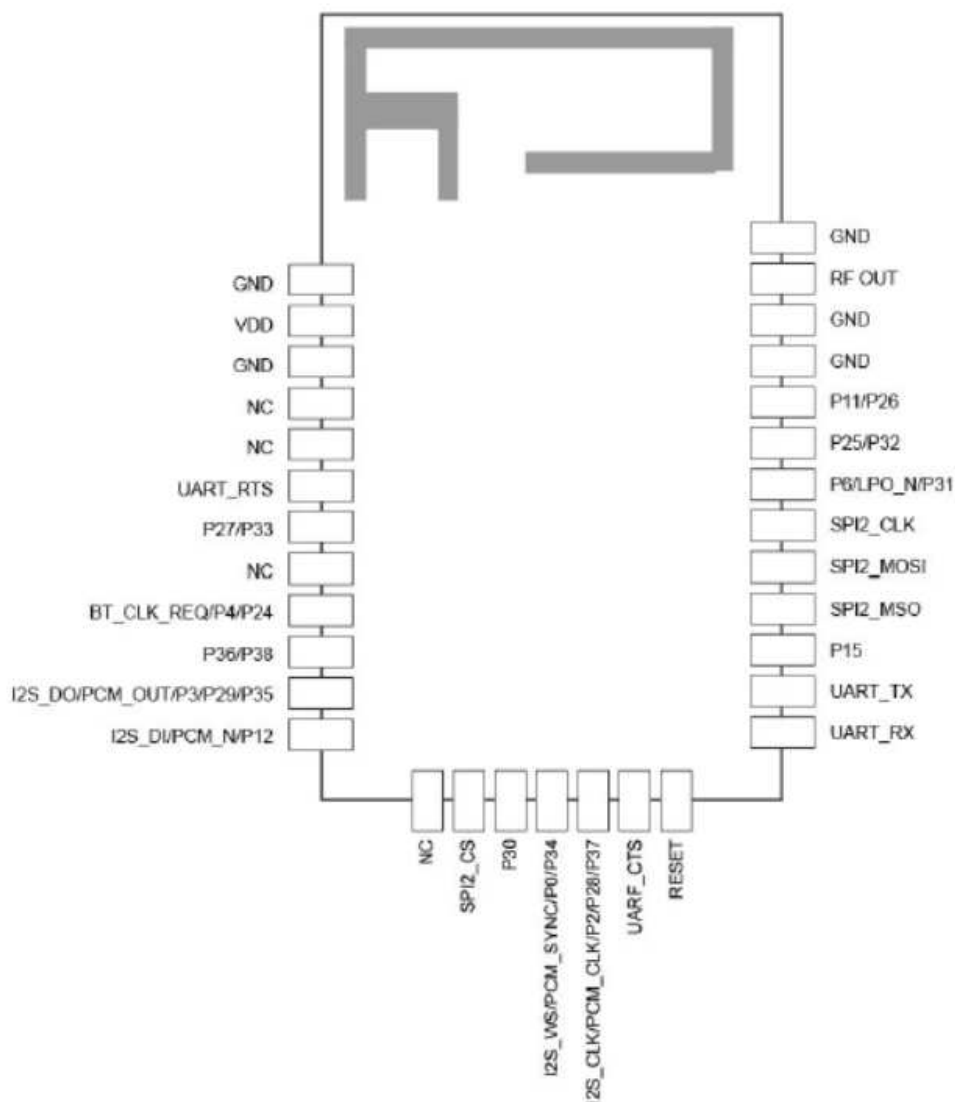 GND
VDD
GND
NC
NC
UART_RTS
P27/P33
NC
BT_CLK_REQ/P4/P24
P36/P38
I2S_DO/PCM_OUT/P3/P29/P35
I2S_DI/PCM_N/P12
NC
SPI2_CS
P30
I2S_WS/PCM_SYNC/P0/P34
I2S_CLK/PCM_CLK/P2/P28/P37
UARF_CTS
RESET
GND
RF OUT
GND
GND
P11/P26
P25/P32
P6/LPO_N/P31
SPI2_CLK
SPI2_MOSI
SPI2_MSO
P15
UART_TX
UART_RX